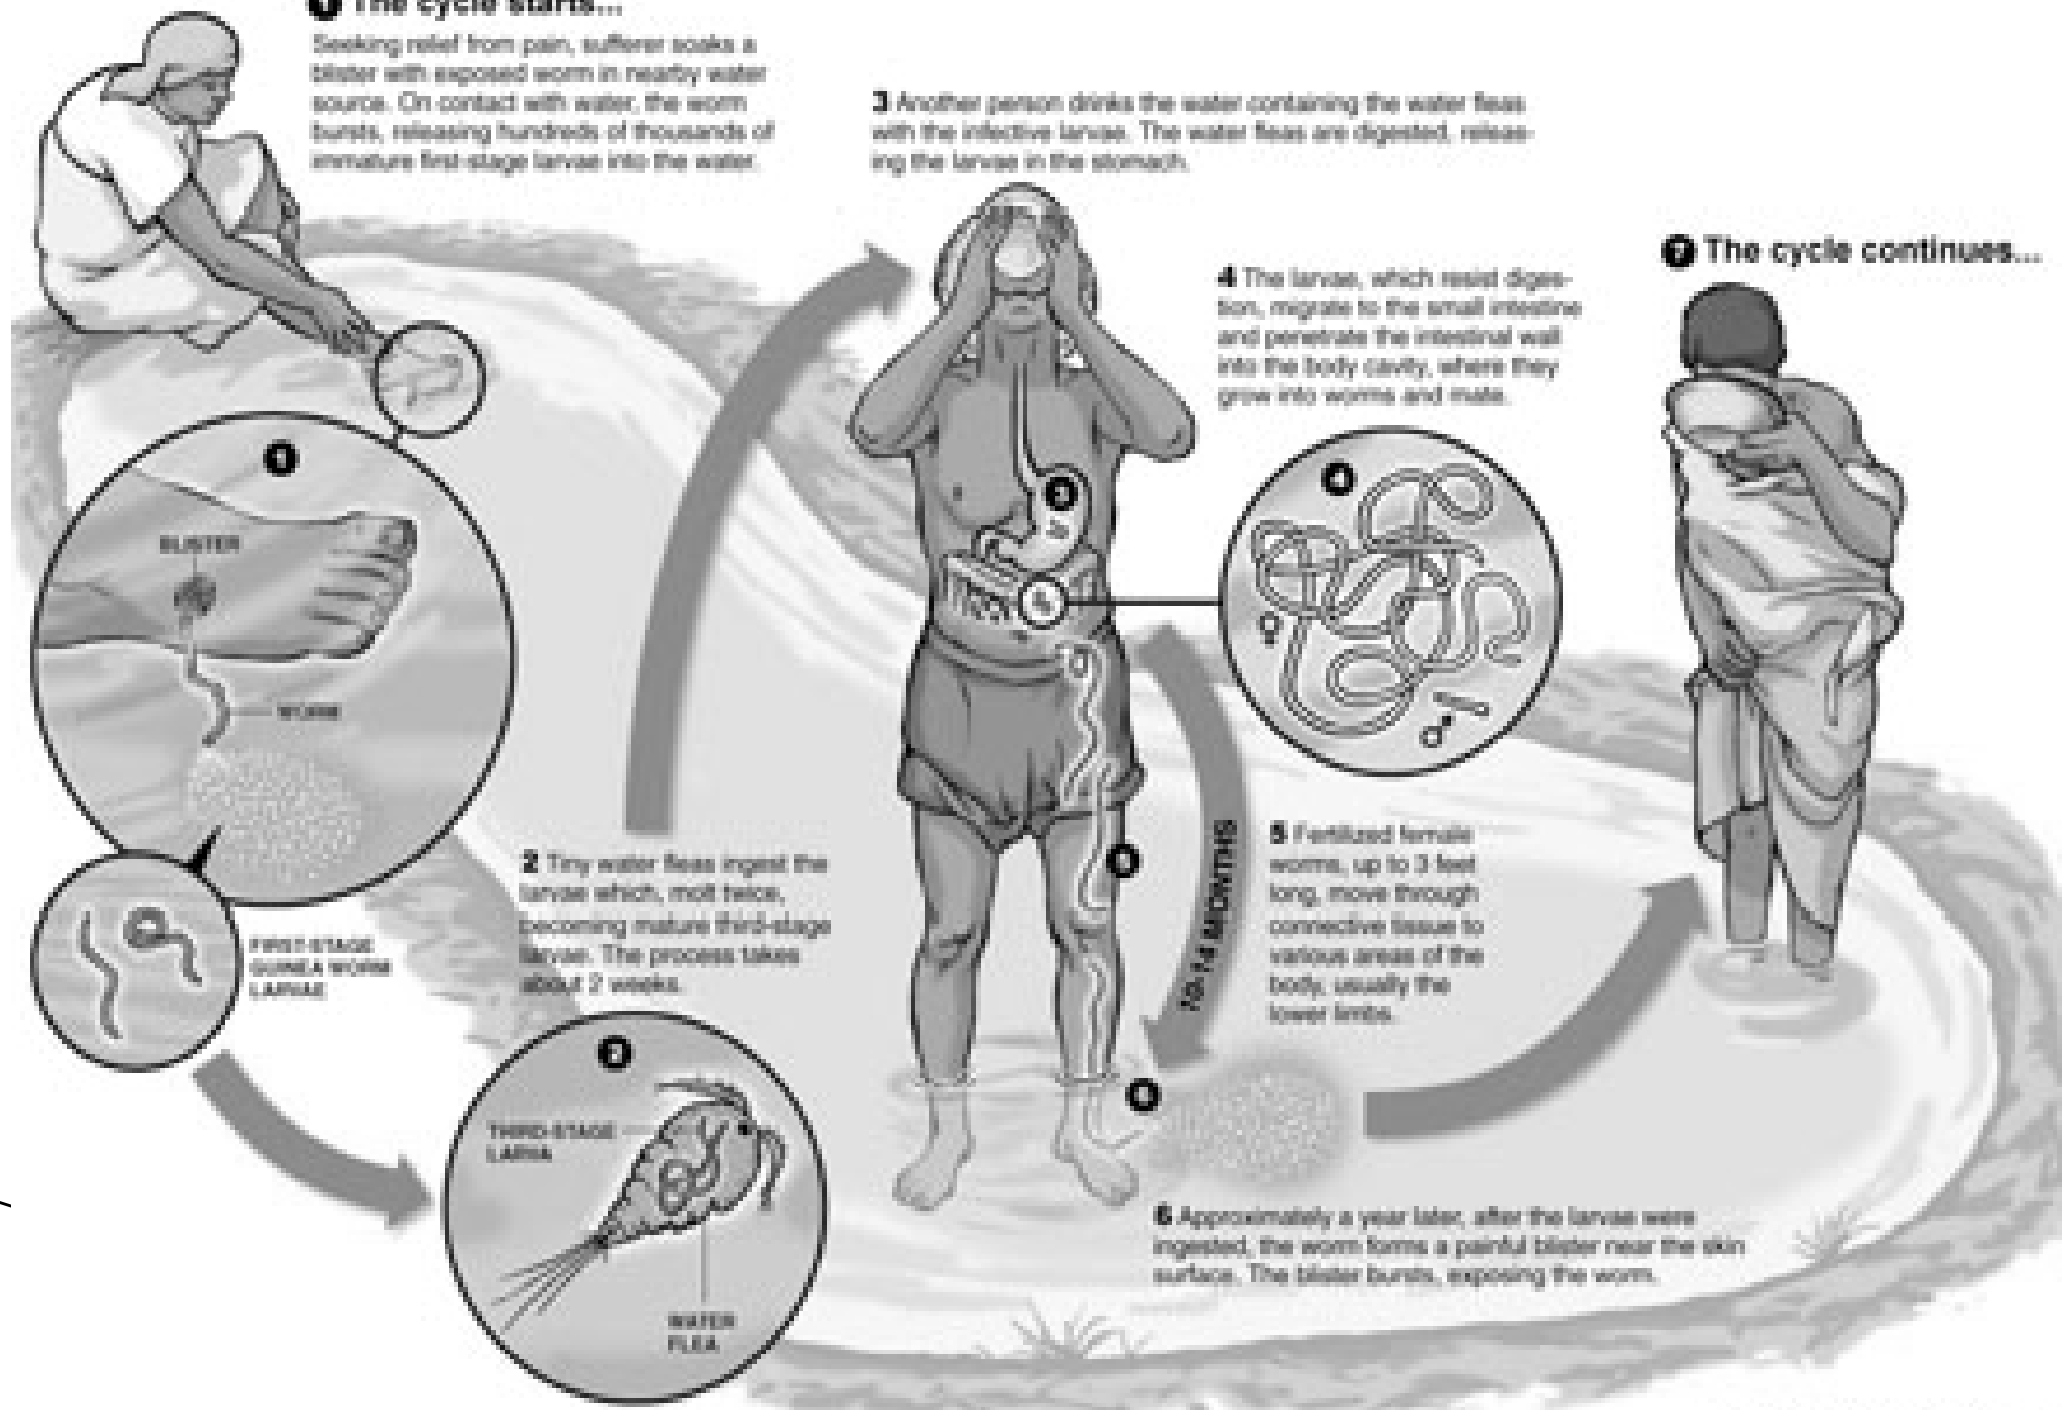 1 The cycle starts...
Seeking relief from pain, sufferer soaks a
blister with exposed worm in nearby water
source. On contact with water, the worm
bursts, releasing hundreds of thousands of
immature first-stage larvae into the water.
1
BLISTER
WORM
FIRST-STAGE
GUINEA WORM
LARVAE
2 Tiny water fleas ingest the
larvae which, molt twice,
becoming mature third-stage
larvae. The process takes
about 2 weeks.
2
THIRD-STAGE
LARVA
WATER
FLEA
3 Another person drinks the water containing the water fleas
with the infective larvae. The water fleas are digested, releas-
ing the larvae in the stomach.
3
4 The larvae, which resist diges-
tion, migrate to the small intestine
and penetrate the intestinal wall
into the body cavity, where they
grow into worms and mate.
4
♀
♂
10-14 MONTHS
5 Fertilized female
worms, up to 3 feet
long, move through
connective tissue to
various areas of the
body, usually the
lower limbs.
5
6
6 Approximately a year later, after the larvae were
ingested, the worm forms a painful blister near the skin
surface. The blister bursts, exposing the worm.
7 The cycle continues...